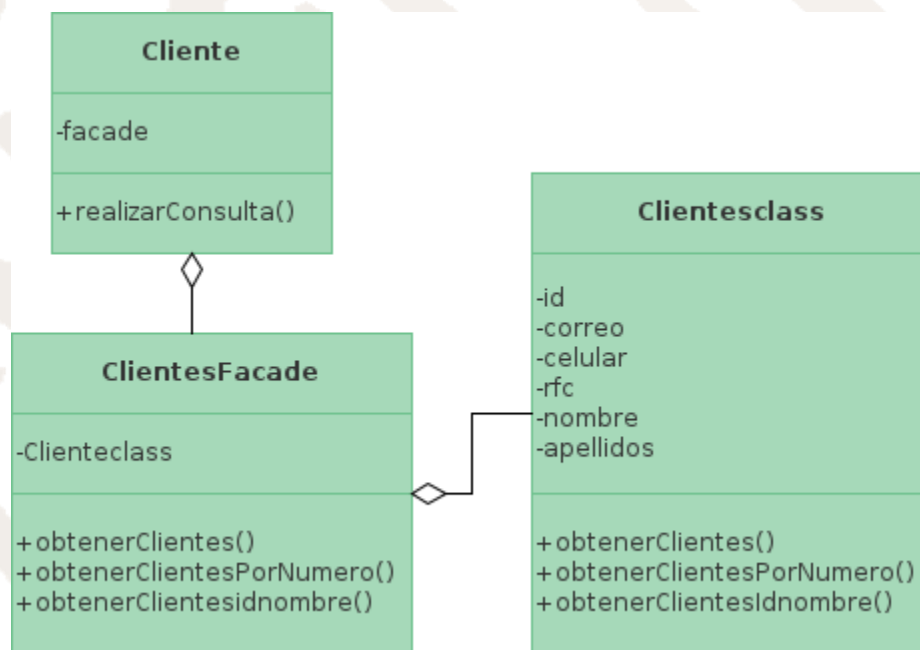 Cliente
-facade
+realizarConsulta()
ClientesFacade
-Clienteclass
+obtenerClientes()
+obtenerClientesPorNumero()
+obtenerClientesidnombre()
Clientesclass
-id
-correo
-celular
-rfc
-nombre
-apellidos
+obtenerClientes()
+obtenerClientesPorNumero()
+obtenerClientesIdnombre()